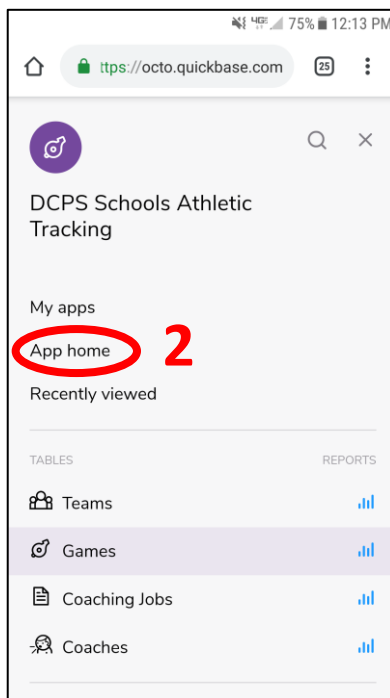 4G 75% 12:13 PM
ttps://octo.quickbase.com 25
DCPS Schools Athletic
Tracking
My apps
App home 2
Recently viewed
TABLES REPORTS
Teams
Games
Coaching Jobs
Coaches